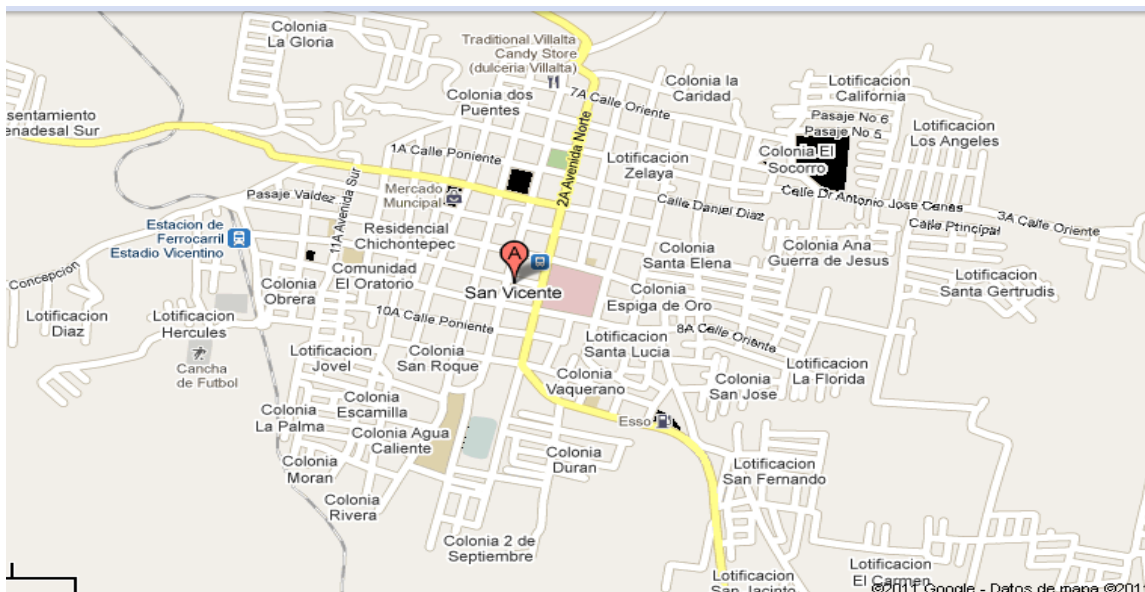 Colonia
La Gloria
Traditional Villalta
Candy Store
(dulceria Villalta)
Colonia dos
Puentes
7A Calle Oriente
Colonia la
Caridad
Lotificacion
California
Pasaje No 6
Pasaje No 5
Lotificacion
Los Angeles
sentamiento
enadesal Sur
1A Calle Poniente
2A Avenida Norte
Lotificacion
Zelaya
Colonia El
Socorro
Pasaje Valdez
11A Avenida Sur
Mercado
Muncipal
Calle Daniel Diaz
Calle Dr Antonio Jose Canas
3A Calle Oriente
Calle Principal
Estacion de
Ferrocarril
Estadio Vicentino
Residencial
Chichontepec
Colonia
Santa Elena
Colonia Ana
Guerra de Jesus
Concepcion
Colonia
Obrera
Comunidad
El Oratorio
A
San Vicente
Colonia
Espiga de Oro
Lotificacion
Santa Gertrudis
Lotificacion
Diaz
Lotificacion
Hercules
10A Calle Poniente
8A Calle Oriente
Cancha
de Futbol
Lotificacion
Jovel
Colonia
San Roque
Lotificacion
Santa Lucia
Lotificacion
La Florida
Colonia
Vaquerano
Colonia
San Jose
Colonia
Escamilla
Colonia
La Palma
Esso
Colonia Agua
Caliente
Colonia
Moran
Colonia
Duran
Lotificacion
San Fernando
Colonia
Rivera
Colonia 2 de
Septiembre
Lotificacion
San Jacinto
Lotificacion
El Carmen
©2011 Google - Datos de mapa ©2011